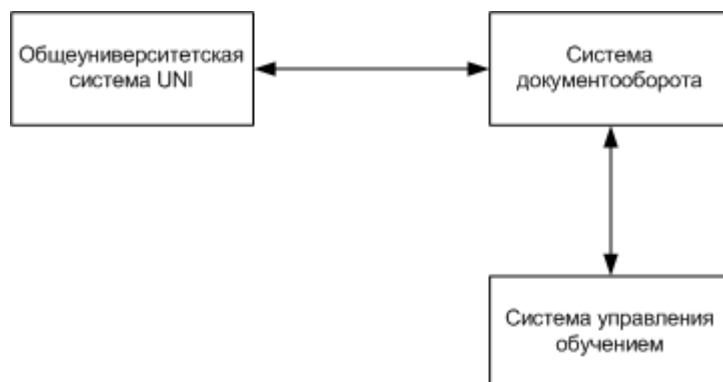 Общеуниверситетская
система UNI
Система
документооборота
Система управления
обучением